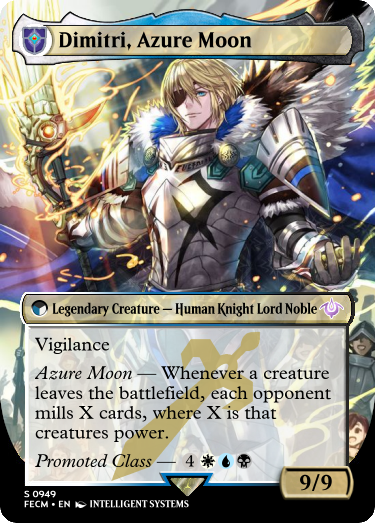 Dimitri, Azure Moon
Legendary Creature — Human Knight Lord Noble
Vigilance
Azure Moon — Whenever a creature
leaves the battlefield, each opponent
mills X cards, where X is that
creatures power.
Promoted Class — 4
9/9
S 0949
FECM • EN INTELLIGENT SYSTEMS